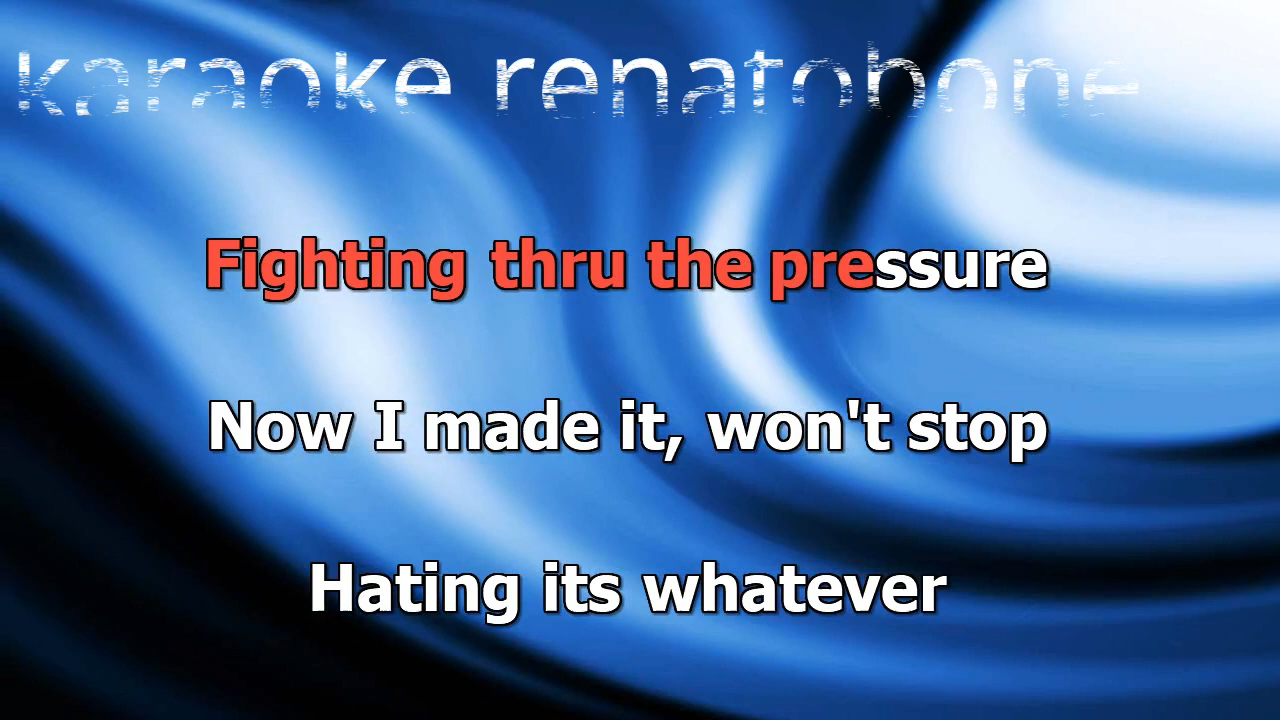 karaoke renatobone
Fighting thru the pressure
Now I made it, won't stop
Hating its whatever